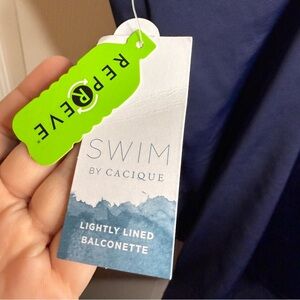 REPREVE
SWIM
BY CACIQUE
LIGHTLY LINED
BALCONETTE